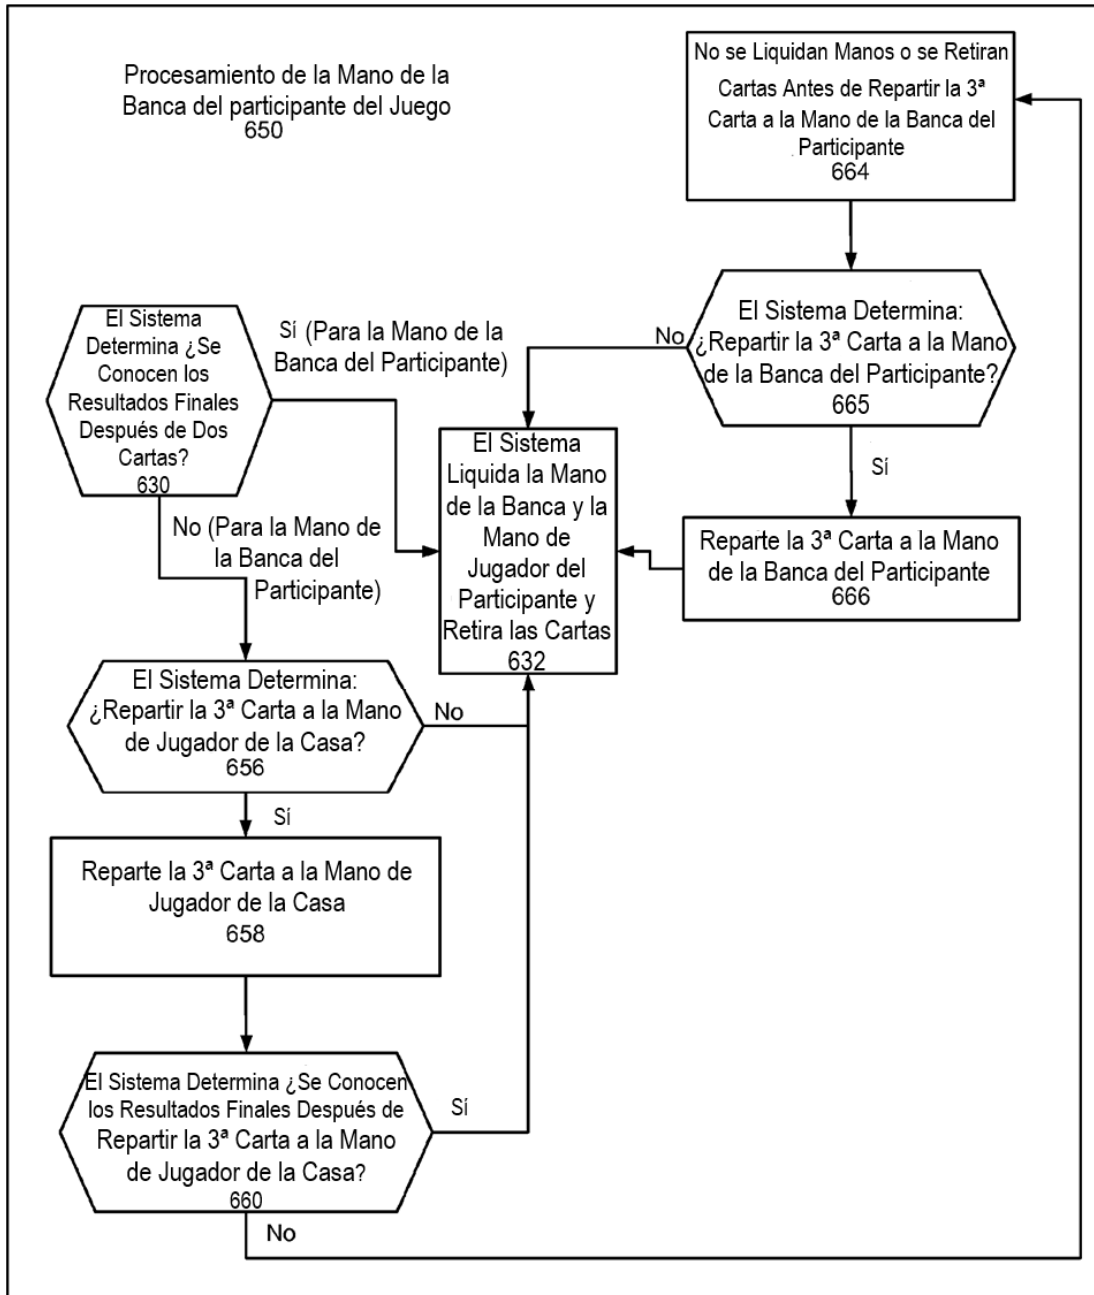 Procesamiento de la Mano de la
Banca del participante del Juego
650
No se Liquidan Manos o se Retiran
Cartas Antes de Repartir la 3ª
Carta a la Mano de la Banca del
Participante
664
El Sistema Determina:
¿Repartir la 3ª Carta a la Mano
de la Banca del Participante?
665
No
Sí
Reparte la 3ª Carta a la Mano
de la Banca del Participante
666
El Sistema
Determina ¿Se
Conocen los
Resultados Finales
Después de Dos
Cartas?
630
Sí (Para la Mano de la
Banca del Participante)
No (Para la Mano de
la Banca del
Participante)
El Sistema
Liquida la Mano
de la Banca y la
Mano de
Jugador del
Participante y
Retira las Cartas
632
El Sistema Determina:
¿Repartir la 3ª Carta a la Mano
de Jugador de la Casa?
656
No
Sí
Reparte la 3ª Carta a la Mano de
Jugador de la Casa
658
El Sistema Determina ¿Se Conocen
los Resultados Finales Después de
Repartir la 3ª Carta a la Mano
de Jugador de la Casa?
660
Sí
No